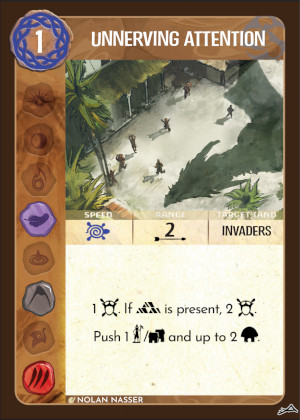 1 UNNERVING ATTENTION
SPEED RANGE TARGET LAND
2 INVADERS
1 . If is present, 2 .
Push 1 / and up to 2 .
NOLAN NASSER